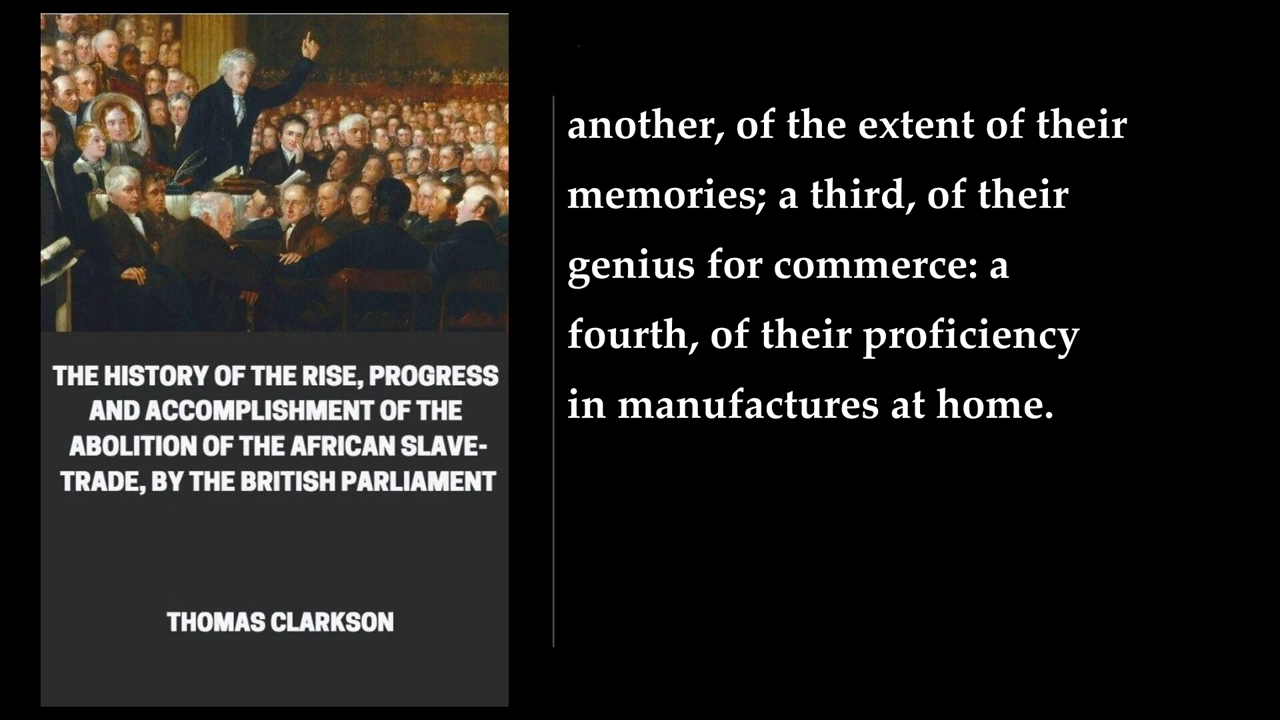 THE HISTORY OF THE RISE, PROGRESS
AND ACCOMPLISHMENT OF THE
ABOLITION OF THE AFRICAN SLAVE-
TRADE, BY THE BRITISH PARLIAMENT
THOMAS CLARKSON
another, of the extent of their
memories; a third, of their
genius for commerce: a
fourth, of their proficiency
in manufactures at home.